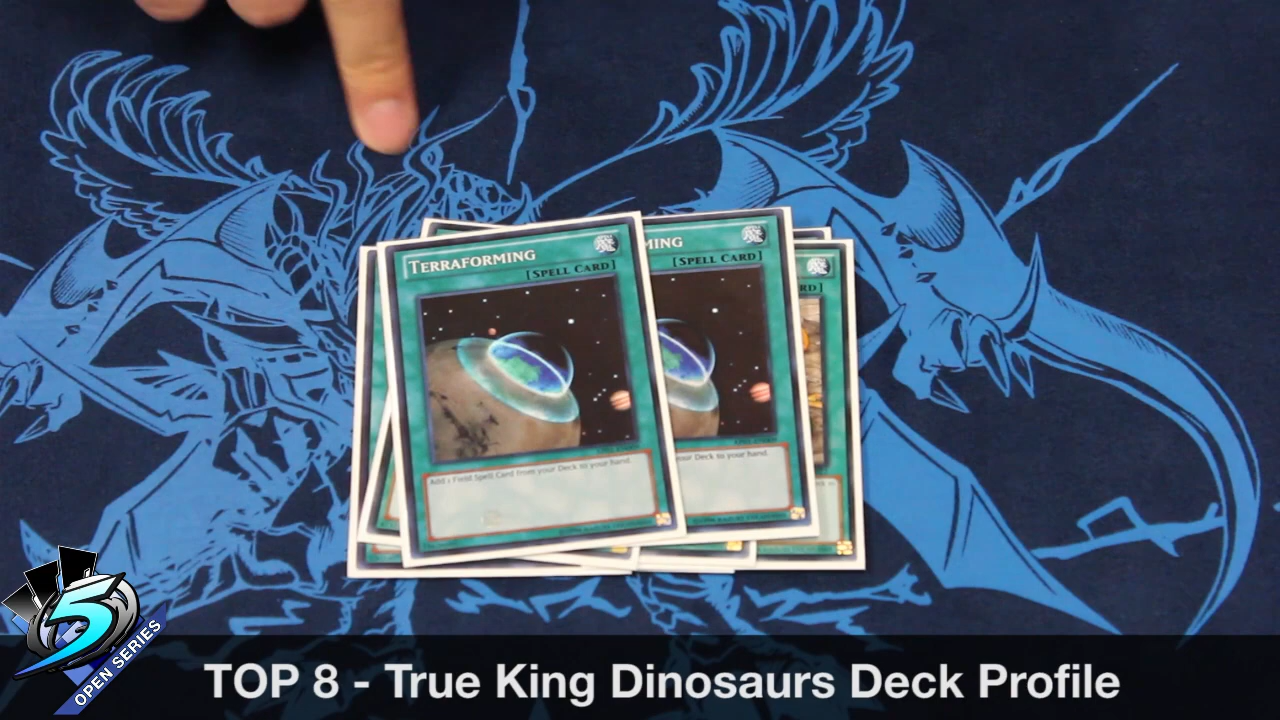 TERRAFORMING
[SPELL CARD]
MING
[SPELL CARD]
RD]
Add 1 Field Spell Card from your Deck to your hand.
your Deck to your hand.
5
OPEN SERIES
TOP 8 - True King Dinosaurs Deck Profile